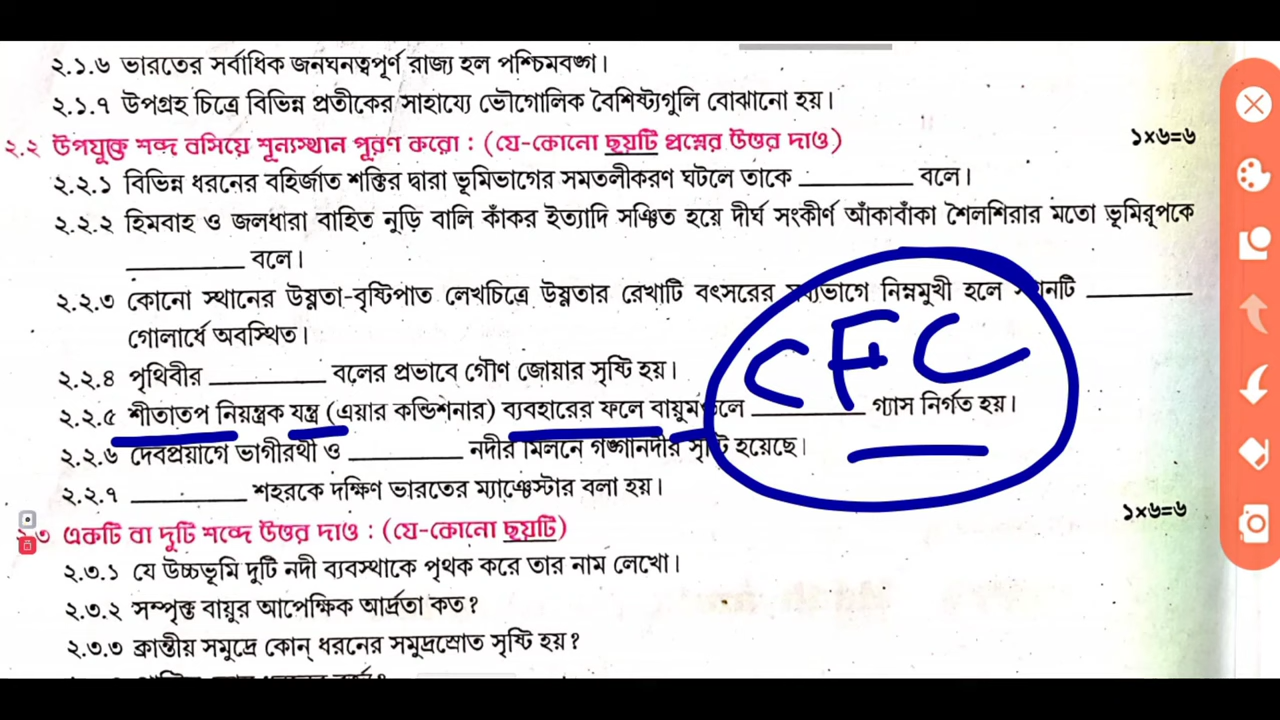 ২.১.৬ ভারতের সর্বাধিক জনঘনত্বপূর্ণ রাজ্য হল পশ্চিমবঙ্গ।
২.১.৭ উপগ্রহ চিত্রে বিভিন্ন প্রতীকের সাহায্যে ভৌগোলিক বৈশিষ্ট্যগুলি বোঝানো হয়।
২.২ উপযুক্ত শব্দ বসিয়ে শূন্যস্থান পূরণ করো : (যে-কোনো ছয়টি প্রশ্নের উত্তর দাও) ১×৬=৬
২.২.১ বিভিন্ন ধরনের বহির্জাত শক্তির দ্বারা ভূমিভাগের সমতলীকরণ ঘটলে তাকে ________ বলে।
২.২.২ হিমবাহ ও জলধারা বাহিত নুড়ি বালি কাঁকর ইত্যাদি সঞ্চিত হয়ে দীর্ঘ সংকীর্ণ আঁকাবাঁকা শৈলশিরার মতো ভূমিরূপকে
________ বলে।
২.২.৩ কোনো স্থানের উষ্ণতা-বৃষ্টিপাত লেখচিত্রে উষ্ণতার রেখাটি বৎসরের মধ্যভাগে নিম্নমুখী হলে স্থানটি ________
গোলার্ধে অবস্থিত।
CFC
২.২.৪ পৃথিবীর ________ বলের প্রভাবে গৌণ জোয়ার সৃষ্টি হয়।
২.২.৫ শীতাতপ নিয়ন্ত্রক যন্ত্র (এয়ার কন্ডিশনার) ব্যবহারের ফলে বায়ুমণ্ডলে ________ গ্যাস নির্গত হয়।
২.২.৬ দেবপ্রয়াগে ভাগীরথী ও ________ নদীর মিলনে গঙ্গানদীর সৃষ্টি হয়েছে।
২.২.৭ ________ শহরকে দক্ষিণ ভারতের ম্যাঞ্চেস্টার বলা হয়।
২.৩ একটি বা দুটি শব্দে উত্তর দাও : (যে-কোনো ছয়টি) ১×৬=৬
২.৩.১ যে উচ্চভূমি দুটি নদী ব্যবস্থাকে পৃথক করে তার নাম লেখো।
২.৩.২ সম্পৃক্ত বায়ুর আপেক্ষিক আর্দ্রতা কত?
২.৩.৩ ক্রান্তীয় সমুদ্রে কোন্ ধরনের সমুদ্রস্রোত সৃষ্টি হয়?